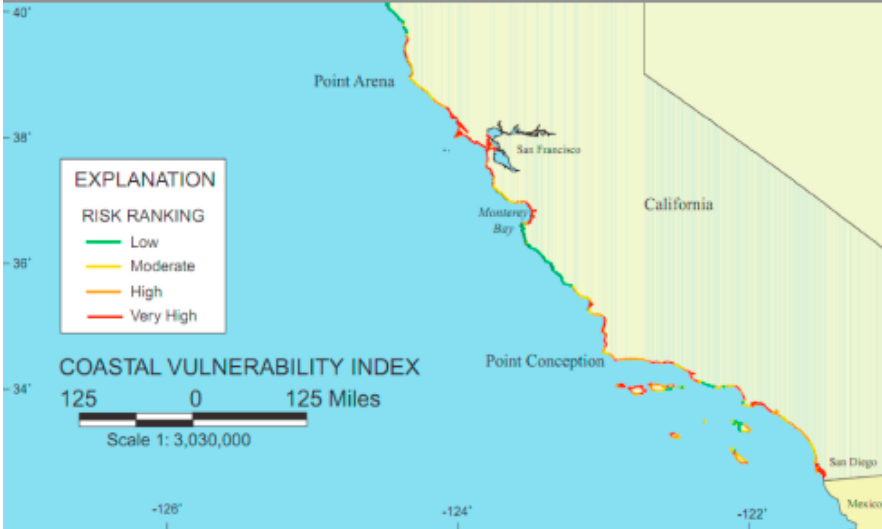 40°
Point Arena
38°
San Francisco
EXPLANATION
RISK RANKING
Low
Moderate
High
Very High
Monterey
Bay
California
36°
Point Conception
COASTAL VULNERABILITY INDEX
125 0 125 Miles
Scale 1: 3,030,000
34°
San Diego
Mexico
-126°
-124°
-122°